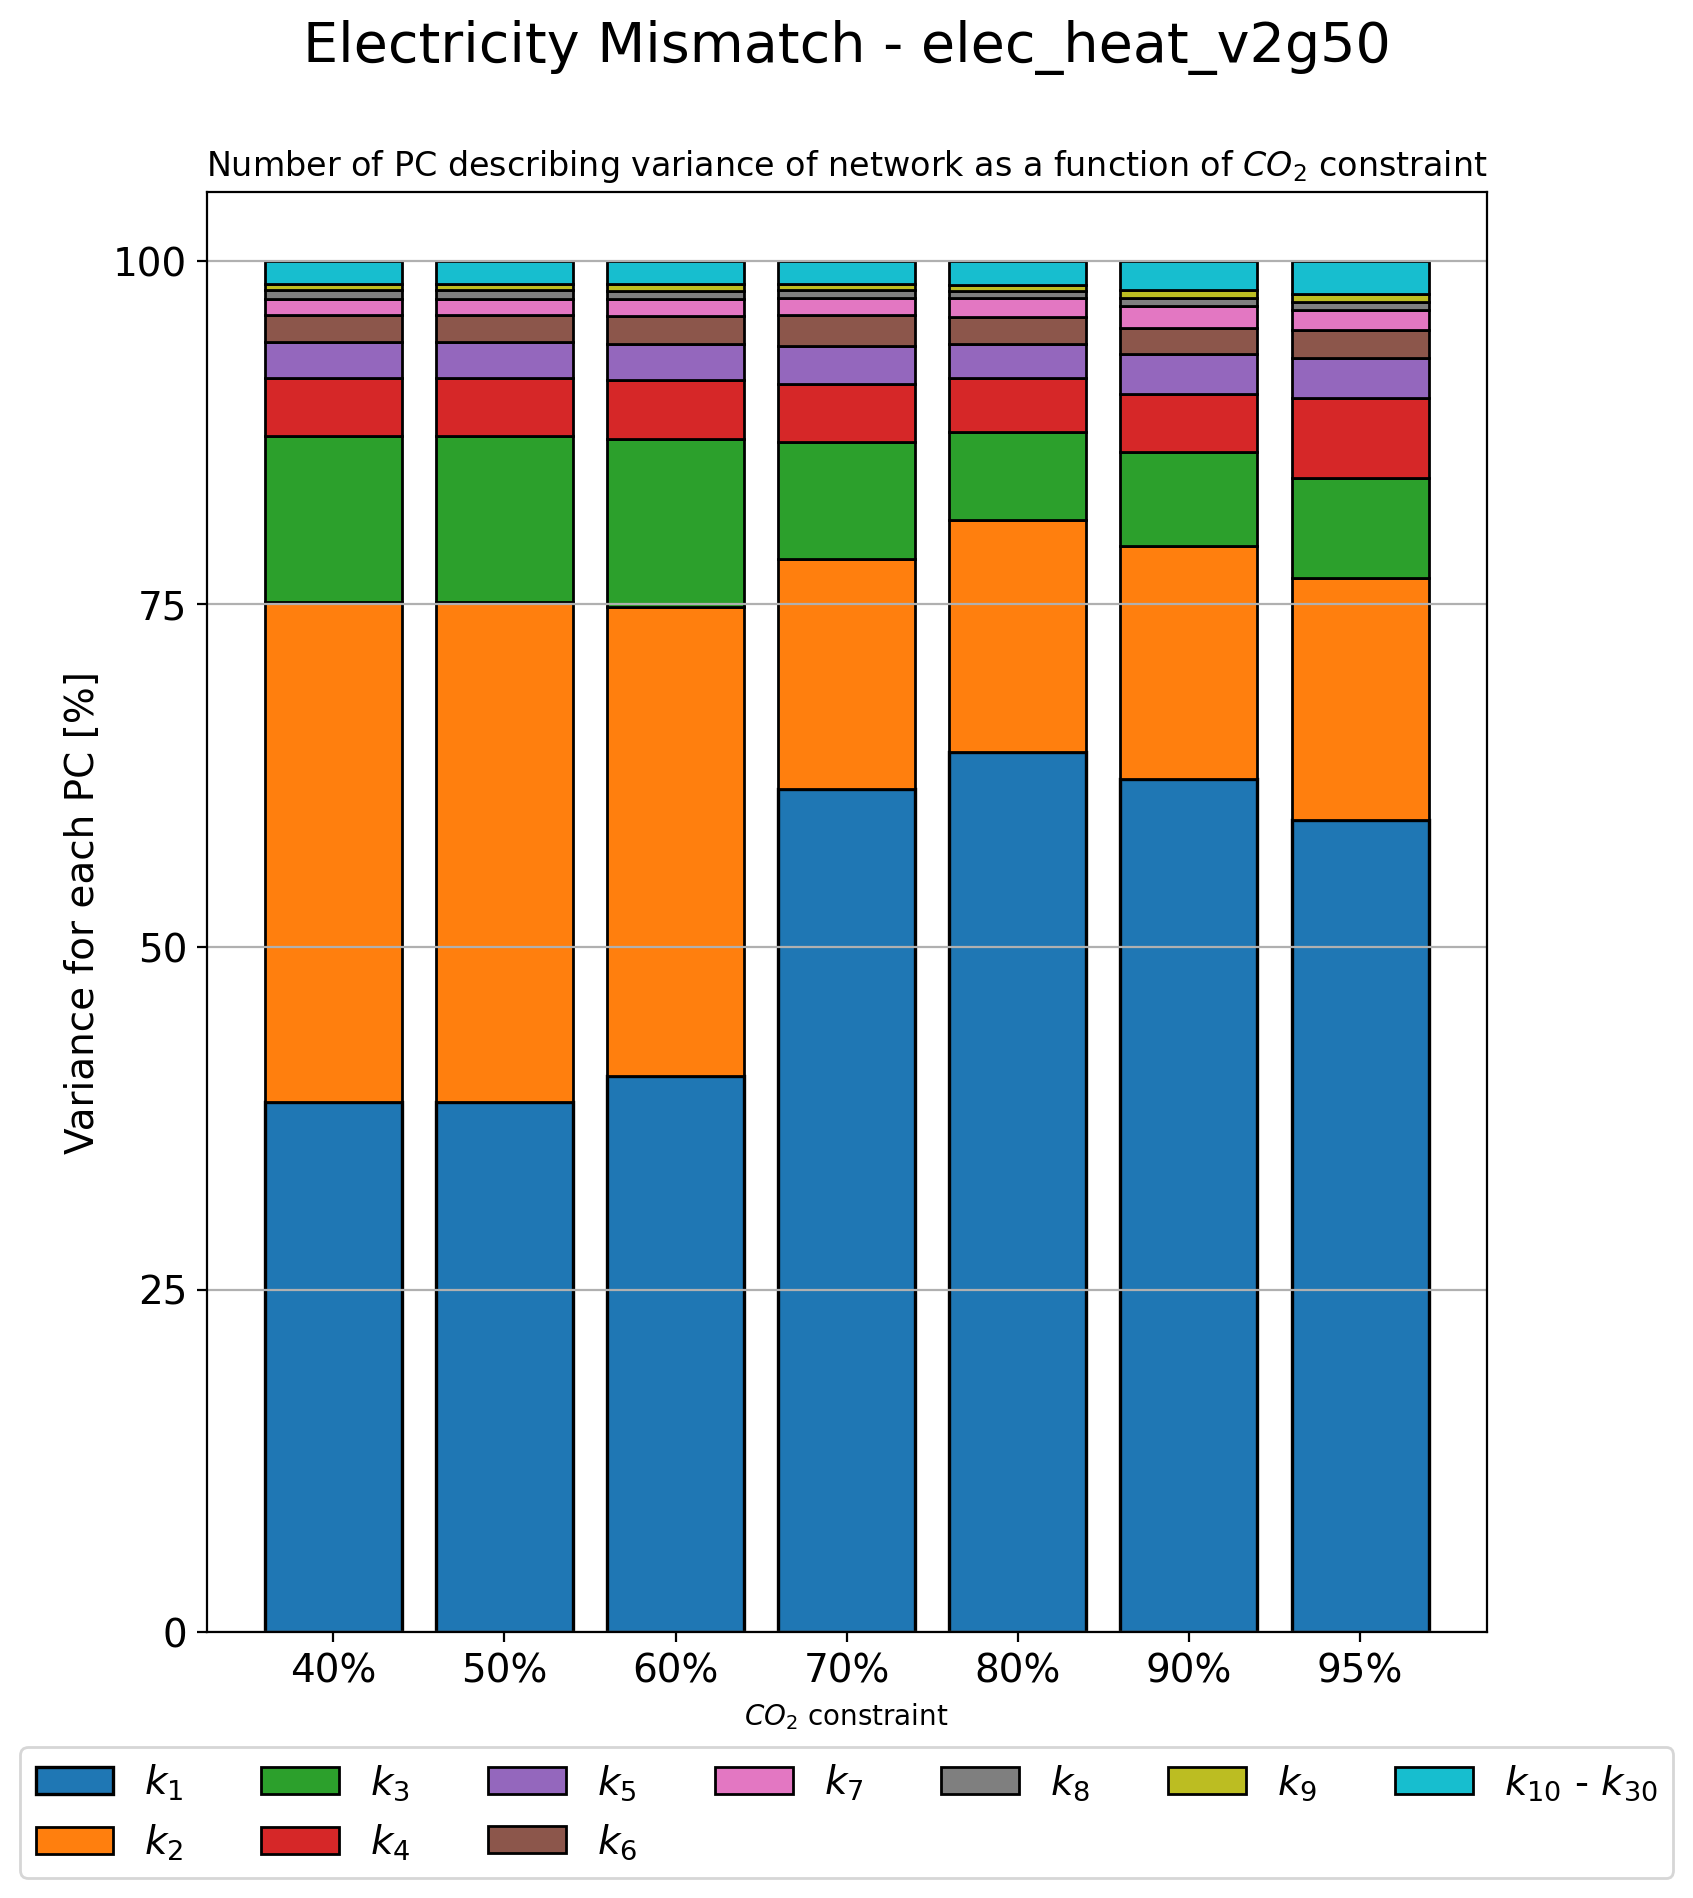 Electricity Mismatch - elec_heat_v2g50
Number of PC describing variance of network as a function of CO₂ constraint
Variance for each PC [%]
100
75
50
25
0
40% 50% 60% 70% 80% 90% 95%
CO₂ constraint
k₁ k₃ k₅ k₇ k₈ k₉ k₁₀ - k₃₀
k₂ k₄ k₆